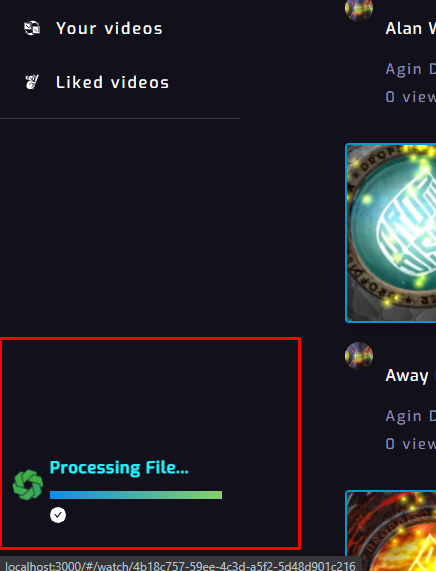 Your videos
Alan W
Agin D
0 view
Liked videos
Away
Agin D
0 view
Processing File...
localhost:3000/#/watch/4b18c757-59ee-4c3d-a5f2-5d48d901c216